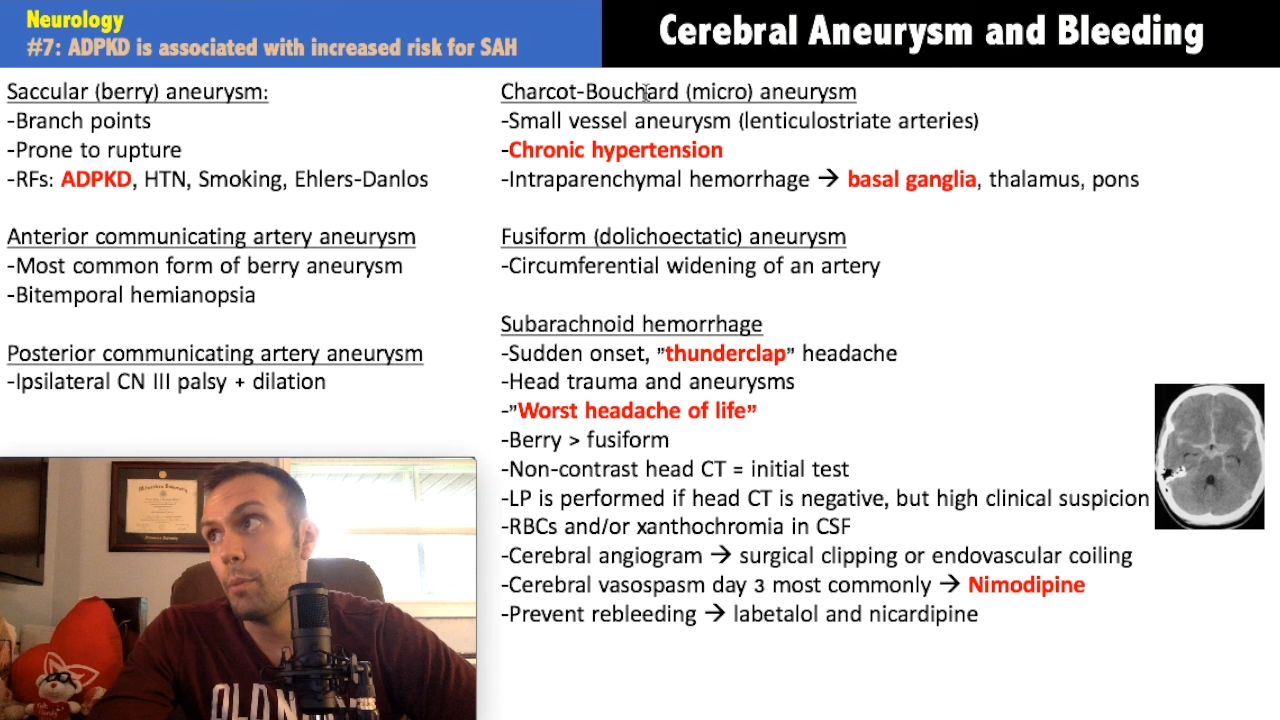 Neurology
#7: ADPKD is associated with increased risk for SAH
Cerebral Aneurysm and Bleeding
Saccular (berry) aneurysm:
-Branch points
-Prone to rupture
-RFs: ADPKD, HTN, Smoking, Ehlers-Danlos
Anterior communicating artery aneurysm
-Most common form of berry aneurysm
-Bitemporal hemianopsia
Posterior communicating artery aneurysm
-Ipsilateral CN III palsy + dilation
Charcot-Bouchard (micro) aneurysm
-Small vessel aneurysm (lenticulostriate arteries)
-Chronic hypertension
-Intraparenchymal hemorrhage → basal ganglia, thalamus, pons
Fusiform (dolichoectatic) aneurysm
-Circumferential widening of an artery
Subarachnoid hemorrhage
-Sudden onset, ”thunderclap” headache
-Head trauma and aneurysms
-”Worst headache of life”
-Berry > fusiform
-Non-contrast head CT = initial test
-LP is performed if head CT is negative, but high clinical suspicion
-RBCs and/or xanthochromia in CSF
-Cerebral angiogram → surgical clipping or endovascular coiling
-Cerebral vasospasm day 3 most commonly → Nimodipine
-Prevent rebleeding → labetalol and nicardipine